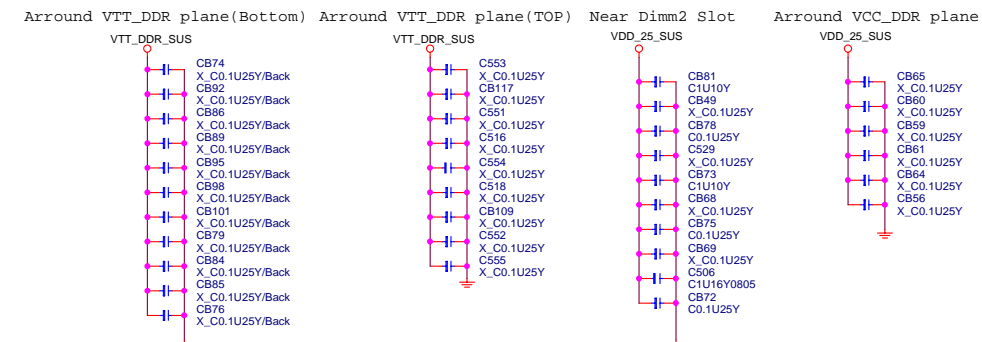 Arround VTT_DDR plane(Bottom)
VTT_DDR_SUS
CB74
X_C0.1U25Y/Back
CB92
X_C0.1U25Y/Back
CB86
X_C0.1U25Y/Back
CB89
X_C0.1U25Y/Back
CB95
X_C0.1U25Y/Back
CB98
X_C0.1U25Y/Back
CB101
X_C0.1U25Y/Back
CB79
X_C0.1U25Y/Back
CB84
X_C0.1U25Y/Back
CB85
X_C0.1U25Y/Back
CB76
X_C0.1U25Y/Back
Arround VTT_DDR plane(TOP)
VTT_DDR_SUS
C553
X_C0.1U25Y
CB117
X_C0.1U25Y
C551
X_C0.1U25Y
C516
X_C0.1U25Y
C554
X_C0.1U25Y
C518
X_C0.1U25Y
CB109
X_C0.1U25Y
C552
X_C0.1U25Y
C555
X_C0.1U25Y
Near Dimm2 Slot
VDD_25_SUS
CB81
C1U10Y
CB49
X_C0.1U25Y
CB78
C0.1U25Y
C529
X_C0.1U25Y
CB73
C1U10Y
CB68
X_C0.1U25Y
CB75
C0.1U25Y
CB69
X_C0.1U25Y
C506
C1U16Y0805
CB72
C0.1U25Y
Arround VCC_DDR plane
VDD_25_SUS
CB65
X_C0.1U25Y
CB60
X_C0.1U25Y
CB59
X_C0.1U25Y
CB61
X_C0.1U25Y
CB64
X_C0.1U25Y
CB56
X_C0.1U25Y